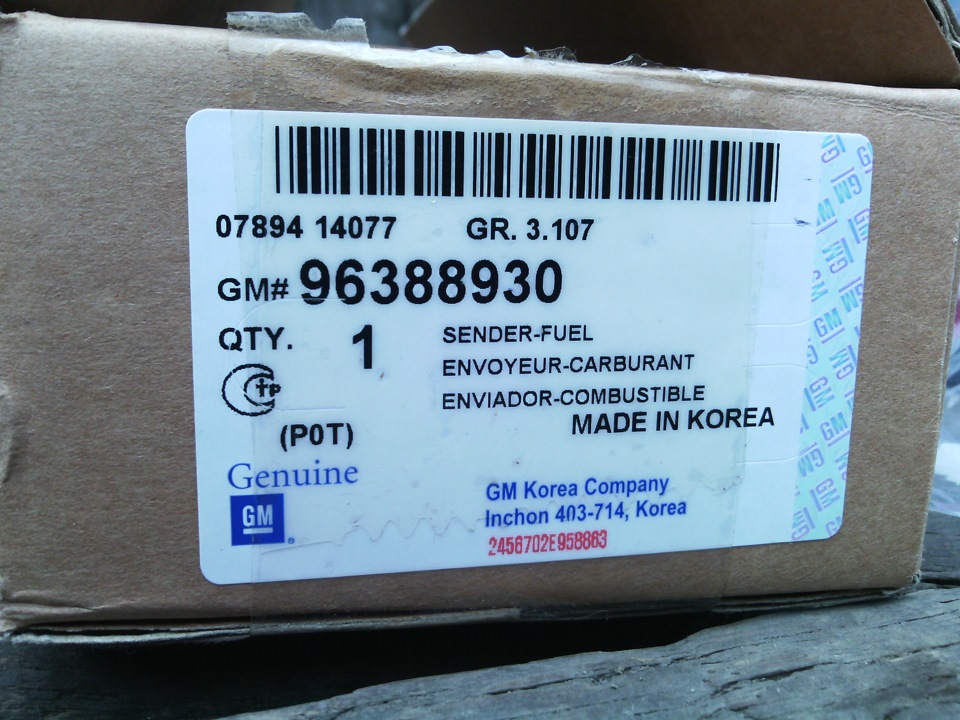 07894 14077 GR. 3.107
GM# 96388930
QTY. 1 SENDER-FUEL
ENVOYEUR-CARBURANT
ENVIADOR-COMBUSTIBLE
MADE IN KOREA
(P0T)
Genuine
GM
GM Korea Company
Inchon 403-714, Korea
2456702E958863